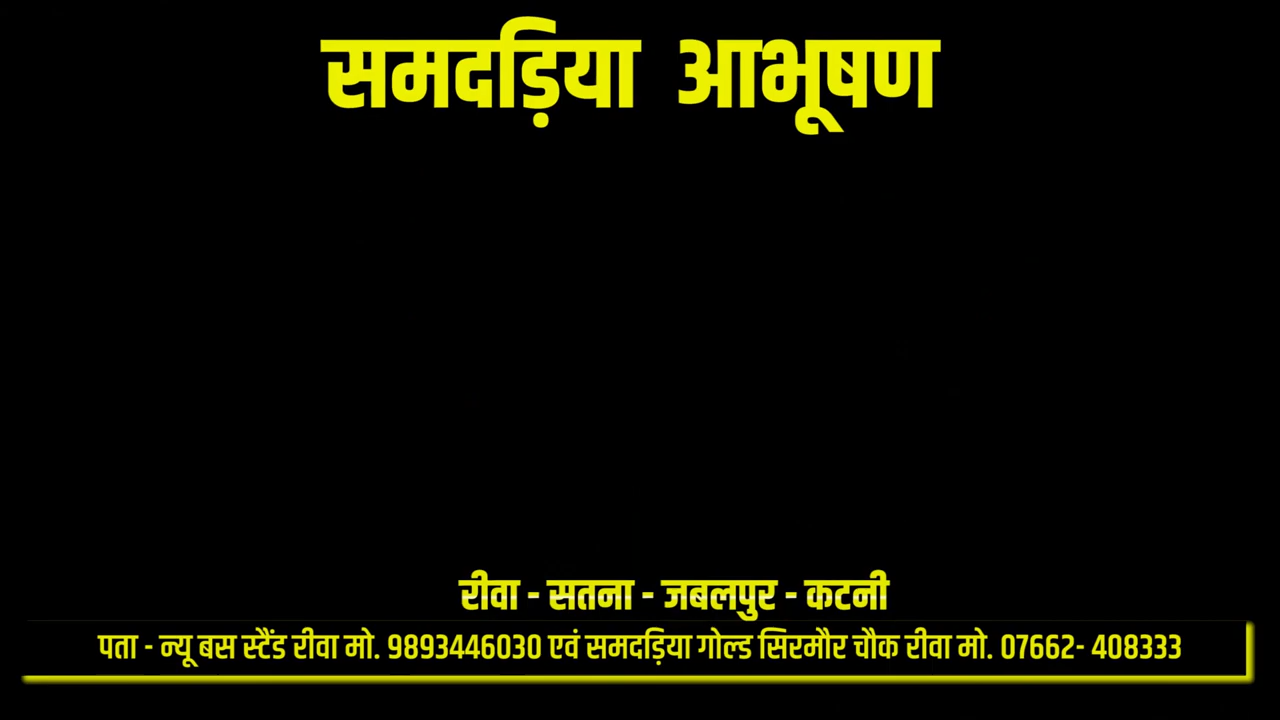 समदड़िया आभूषण
रीवा - सतना - जबलपुर - कटनी
पता - न्यू बस स्टैंड रीवा मो. 9893446030 एवं समदड़िया गोल्ड सिरमौर चौक रीवा मो. 07662- 408333